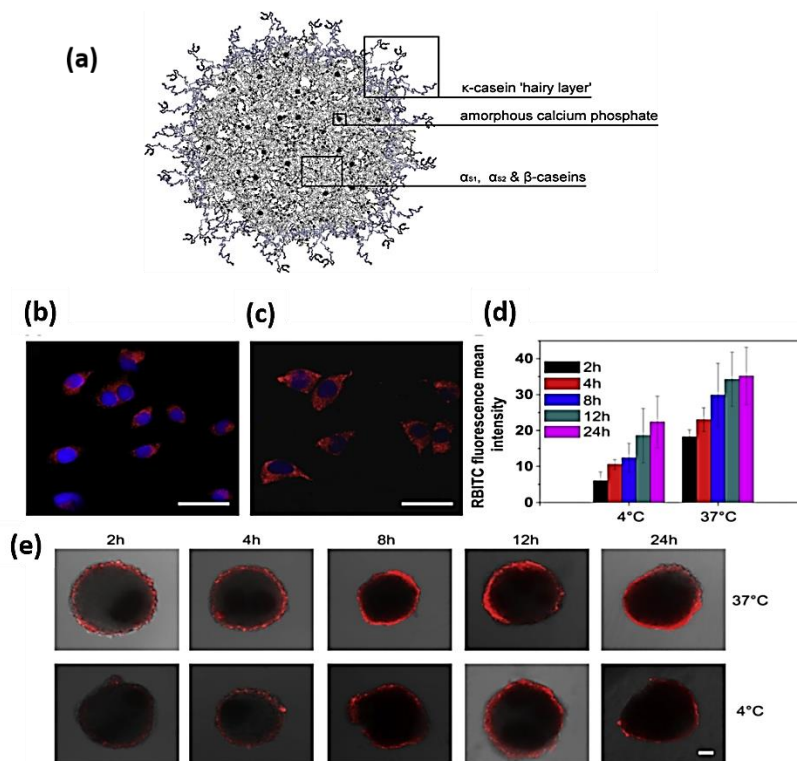 (a)
κ-casein 'hairy layer'
amorphous calcium phosphate
αs1, αs2 & β-caseins
(b)
(c)
(d)
RBITC fluorescence mean
intensity
40
30
20
10
0
2h
4h
8h
12h
24h
4°C
37°C
(e)
2h
4h
8h
12h
24h
37°C
4°C